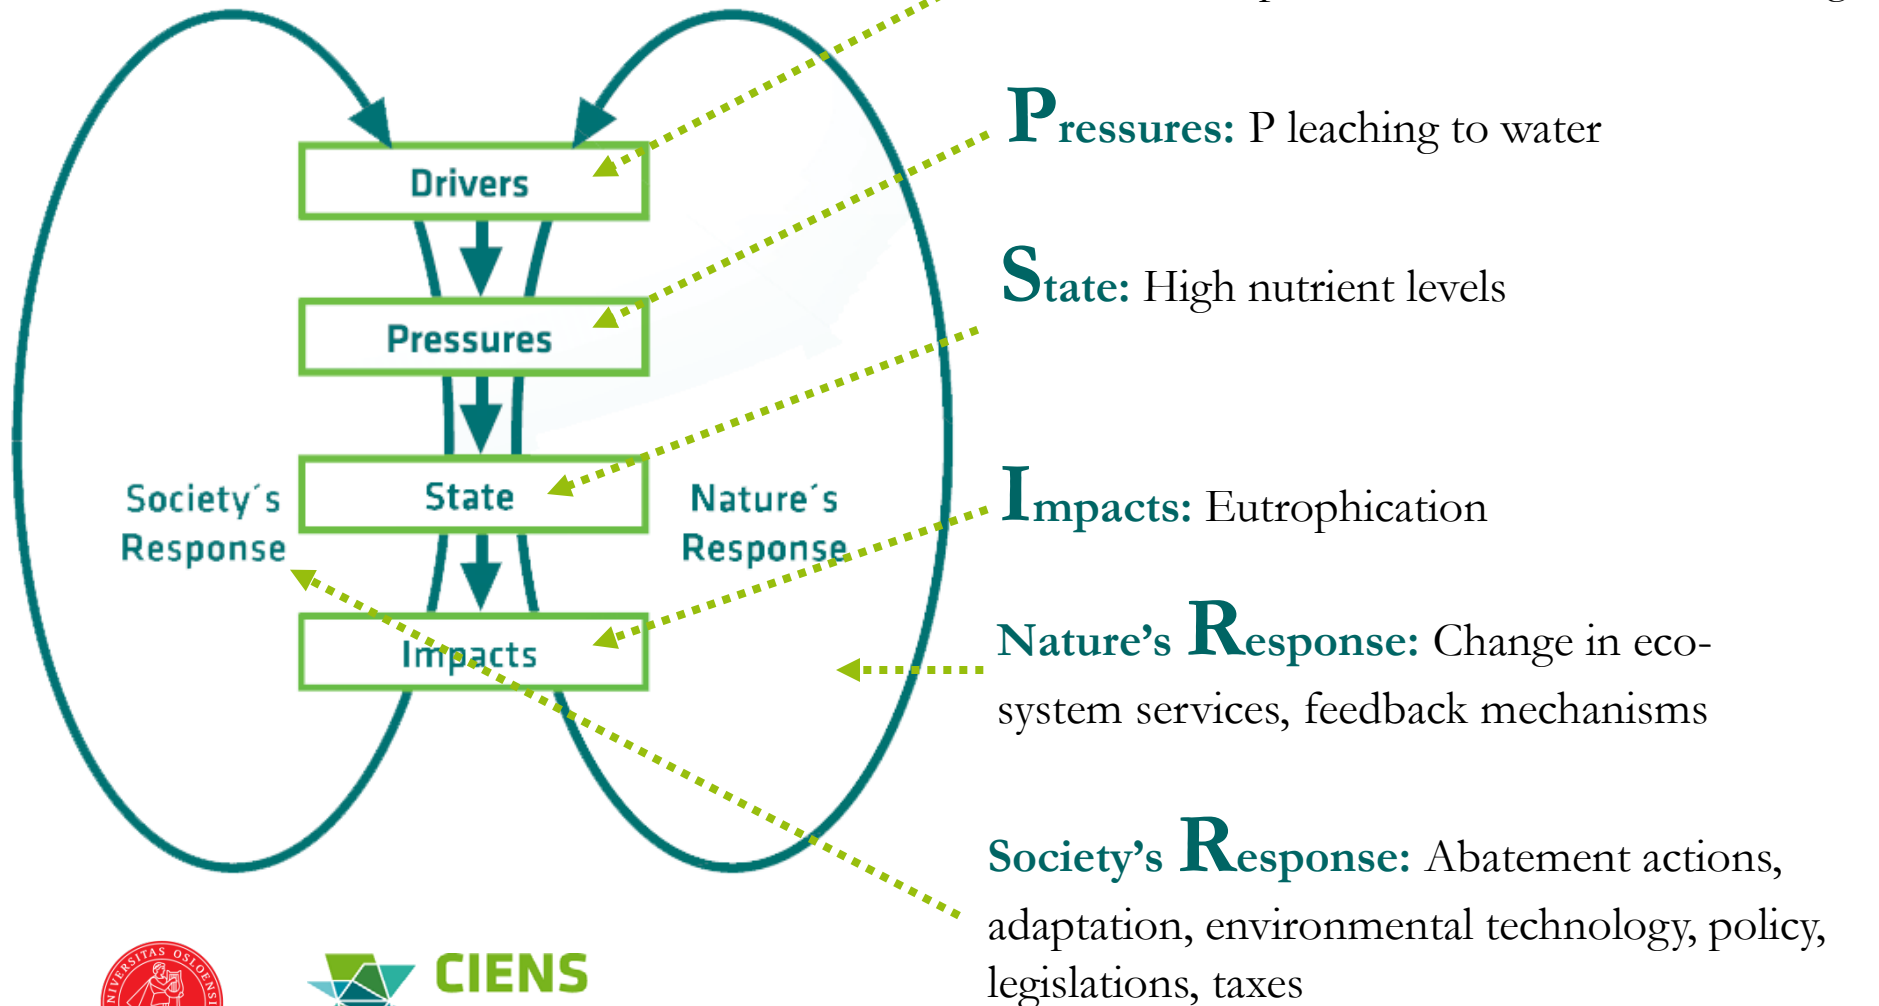 Drivers
Pressures
State
Impacts
Society´s
Response
Nature´s
Response
Pressures: P leaching to water
State: High nutrient levels
Impacts: Eutrophication
Nature’s Response: Change in eco-
system services, feedback mechanisms
Society’s Response: Abatement actions,
adaptation, environmental technology, policy,
legislations, taxes
UNIVERSITAS OSLOENSIS
CIENS